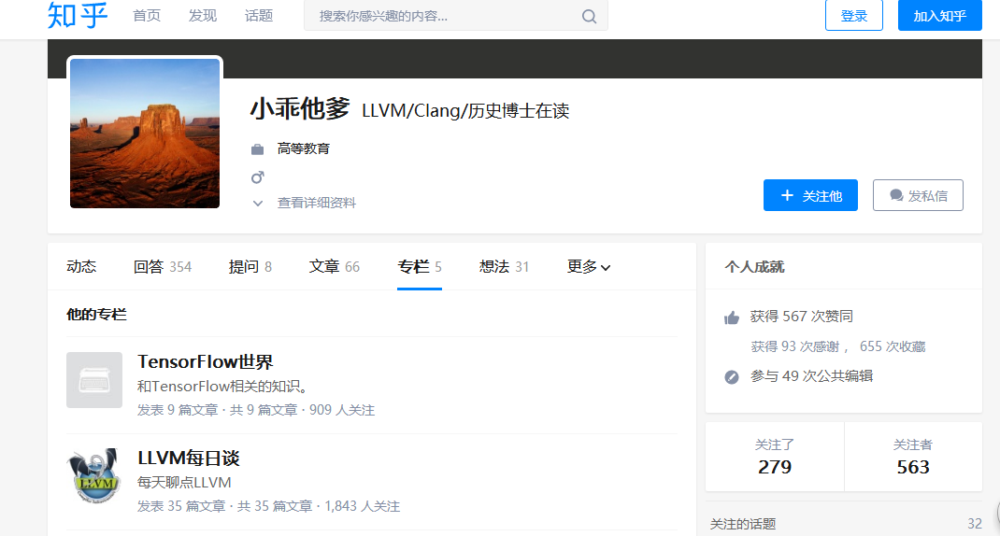 知乎 首页 发现 话题 搜索你感兴趣的内容... 登录 加入知乎
小乖他爹 LLVM/Clang/历史博士在读
高等教育
查看详细资料
关注他 发私信
动态 回答 354 提问 8 文章 66 专栏 5 想法 31 更多
他的专栏
TensorFlow世界
和TensorFlow相关的知识。
发表 9 篇文章 · 共 9 篇文章 · 909 人关注
LLVM
LLVM每日谈
每天聊点LLVM
发表 35 篇文章 · 共 35 篇文章 · 1,843 人关注
个人成就
获得 567 次赞同
获得 93 次感谢 ， 655 次收藏
参与 49 次公共编辑
关注了 关注者
279 563
关注的话题 32